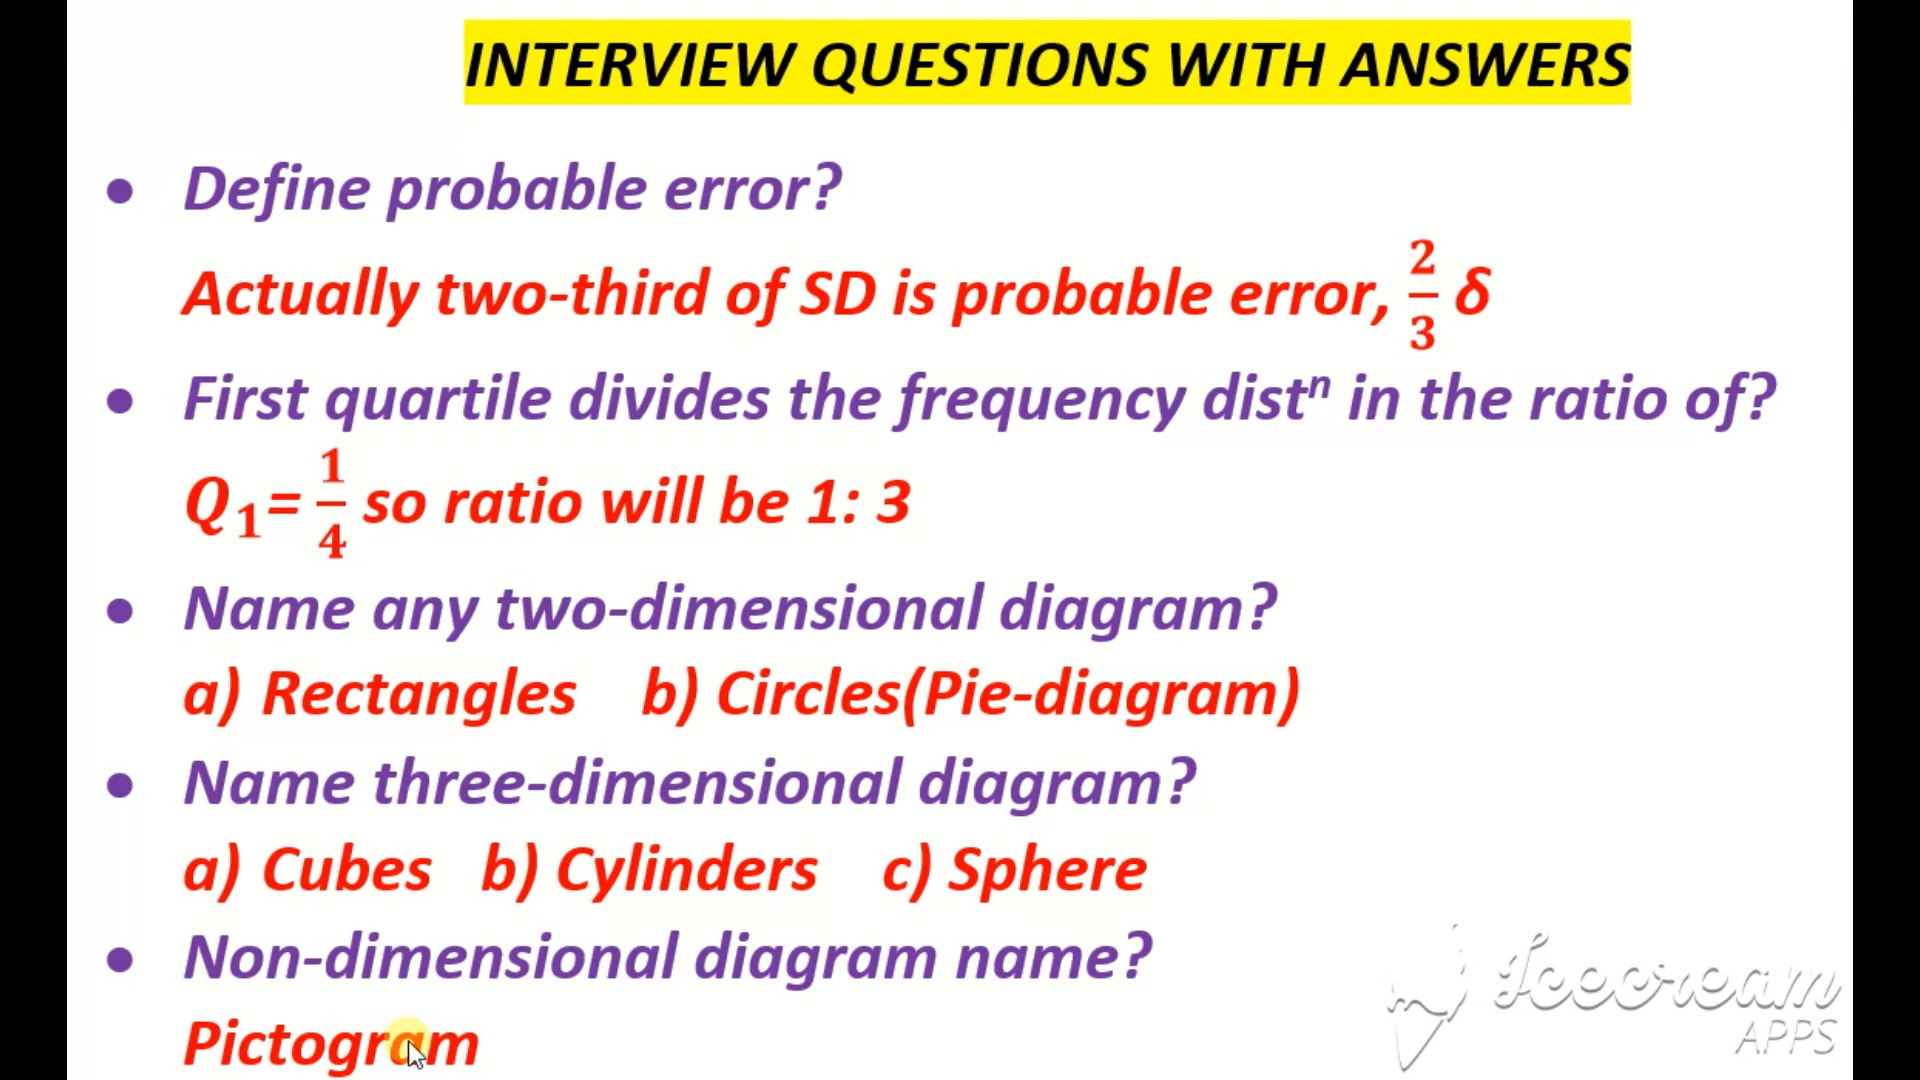 INTERVIEW QUESTIONS WITH ANSWERS
• Define probable error?
Actually two-third of SD is probable error, 2/3 δ
• First quartile divides the frequency distⁿ in the ratio of?
Q₁= 1/4 so ratio will be 1: 3
• Name any two-dimensional diagram?
a) Rectangles b) Circles(Pie-diagram)
• Name three-dimensional diagram?
a) Cubes b) Cylinders c) Sphere
• Non-dimensional diagram name?
Pictogram
Icecream
APPS